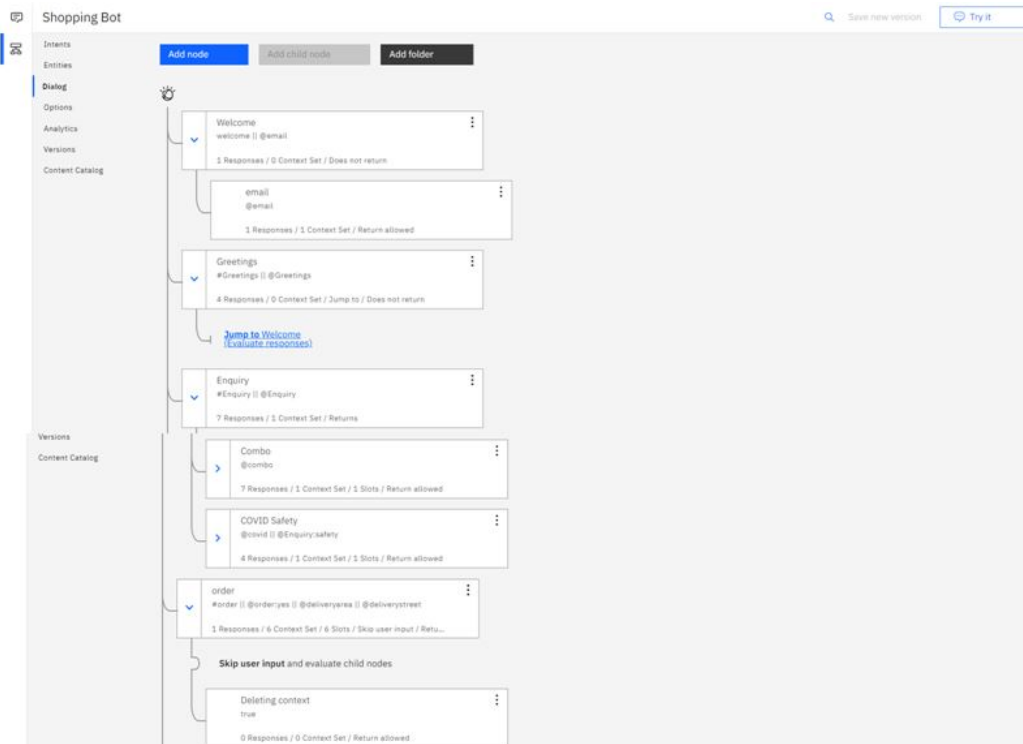 Shopping Bot
Save new version
Try it
Intents
Entities
Dialog
Options
Analytics
Versions
Content Catalog
Add node
Add child node
Add folder
Welcome
welcome || @email
1 Responses / 0 Context Set / Does not return
email
@email
1 Responses / 1 Context Set / Return allowed
Greetings
#Greetings || @Greetings
4 Responses / 0 Context Set / Jump to / Does not return
Jump to Welcome
(Evaluate responses)
Enquiry
#Enquiry || @Enquiry
7 Responses / 1 Context Set / Returns
Versions
Content Catalog
Combo
@combo
7 Responses / 1 Context Set / 1 Slots / Return allowed
COVID Safety
@covid || @Enquiry:safety
4 Responses / 1 Context Set / 1 Slots / Return allowed
order
#order || @order:yes || @deliveryarea || @deliverystreet
1 Responses / 6 Context Set / 6 Slots / Skip user input / Retu...
Skip user input and evaluate child nodes
Deleting context
true
0 Responses / 0 Context Set / Return allowed